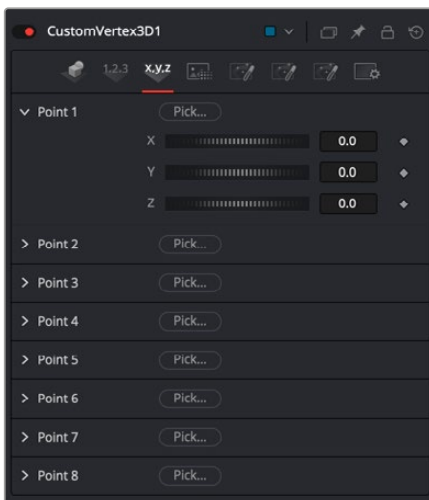 CustomVertex3D1
1,2,3 x,y,z
Point 1 Pick...
X 0.0
Y 0.0
Z 0.0
Point 2 Pick...
Point 3 Pick...
Point 4 Pick...
Point 5 Pick...
Point 6 Pick...
Point 7 Pick...
Point 8 Pick...